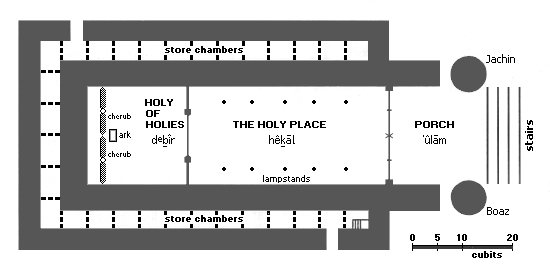 store chambers
Jachin
cherub
ark
cherub
HOLY
OF
HOLIES
dᵉḇîr
THE HOLY PLACE
hêḵāl
lampstands
PORCH
'ûlām
stairs
Boaz
store chambers
0 5 10 20
cubits